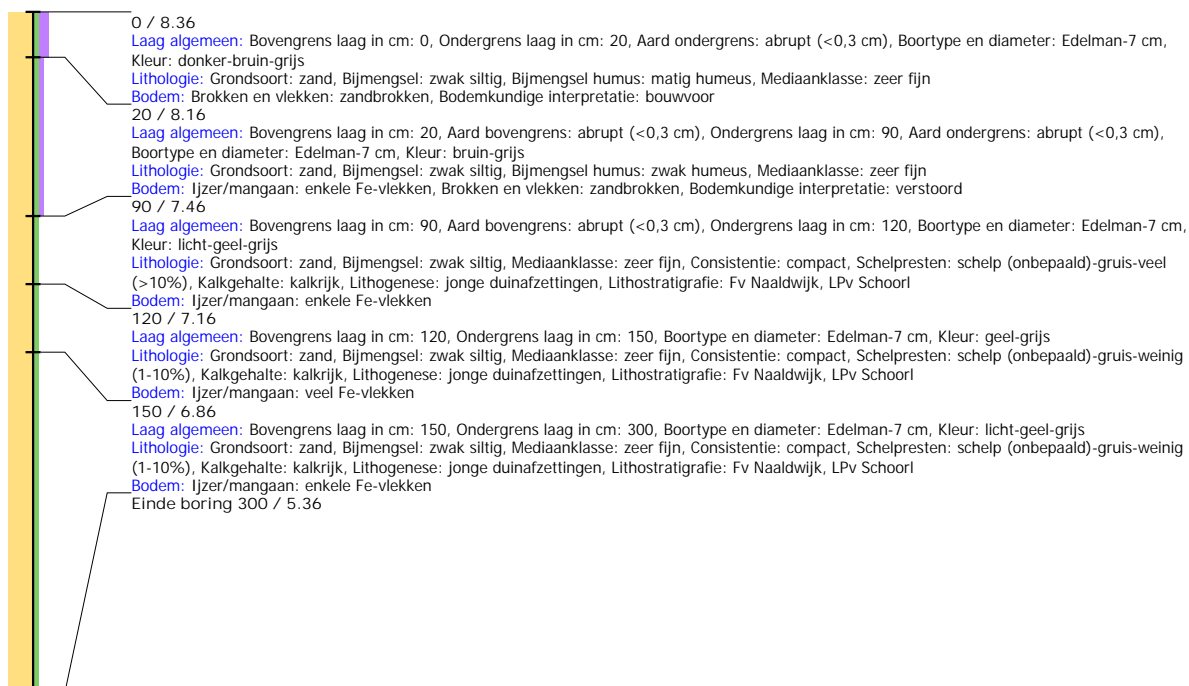 0 / 8.36
Laag algemeen: Bovengrens laag in cm: 0, Ondergrens laag in cm: 20, Aard ondergrens: abrupt (<0,3 cm), Boortype en diameter: Edelman-7 cm,
Kleur: donker-bruin-grijs
Lithologie: Grondsoort: zand, Bijmengsel: zwak siltig, Bijmengsel humus: matig humeus, Mediaanklasse: zeer fijn
Bodem: Brokken en vlekken: zandbrokken, Bodemkundige interpretatie: bouwvoor
20 / 8.16
Laag algemeen: Bovengrens laag in cm: 20, Aard bovengrens: abrupt (<0,3 cm), Ondergrens laag in cm: 90, Aard ondergrens: abrupt (<0,3 cm),
Boortype en diameter: Edelman-7 cm, Kleur: bruin-grijs
Lithologie: Grondsoort: zand, Bijmengsel: zwak siltig, Bijmengsel humus: zwak humeus, Mediaanklasse: zeer fijn
Bodem: Ijzer/mangaan: enkele Fe-vlekken, Brokken en vlekken: zandbrokken, Bodemkundige interpretatie: verstoord
90 / 7.46
Laag algemeen: Bovengrens laag in cm: 90, Aard bovengrens: abrupt (<0,3 cm), Ondergrens laag in cm: 120, Boortype en diameter: Edelman-7 cm,
Kleur: licht-geel-grijs
Lithologie: Grondsoort: zand, Bijmengsel: zwak siltig, Mediaanklasse: zeer fijn, Consistentie: compact, Schelpresten: schelp (onbepaald)-gruis-veel
(>10%), Kalkgehalte: kalkrijk, Lithogenese: jonge duinafzettingen, Lithostratigrafie: Fv Naaldwijk, LPv Schoorl
Bodem: Ijzer/mangaan: enkele Fe-vlekken
120 / 7.16
Laag algemeen: Bovengrens laag in cm: 120, Ondergrens laag in cm: 150, Boortype en diameter: Edelman-7 cm, Kleur: geel-grijs
Lithologie: Grondsoort: zand, Bijmengsel: zwak siltig, Mediaanklasse: zeer fijn, Consistentie: compact, Schelpresten: schelp (onbepaald)-gruis-weinig
(1-10%), Kalkgehalte: kalkrijk, Lithogenese: jonge duinafzettingen, Lithostratigrafie: Fv Naaldwijk, LPv Schoorl
Bodem: Ijzer/mangaan: veel Fe-vlekken
150 / 6.86
Laag algemeen: Bovengrens laag in cm: 150, Ondergrens laag in cm: 300, Boortype en diameter: Edelman-7 cm, Kleur: licht-geel-grijs
Lithologie: Grondsoort: zand, Bijmengsel: zwak siltig, Mediaanklasse: zeer fijn, Consistentie: compact, Schelpresten: schelp (onbepaald)-gruis-weinig
(1-10%), Kalkgehalte: kalkrijk, Lithogenese: jonge duinafzettingen, Lithostratigrafie: Fv Naaldwijk, LPv Schoorl
Bodem: Ijzer/mangaan: enkele Fe-vlekken
Einde boring 300 / 5.36